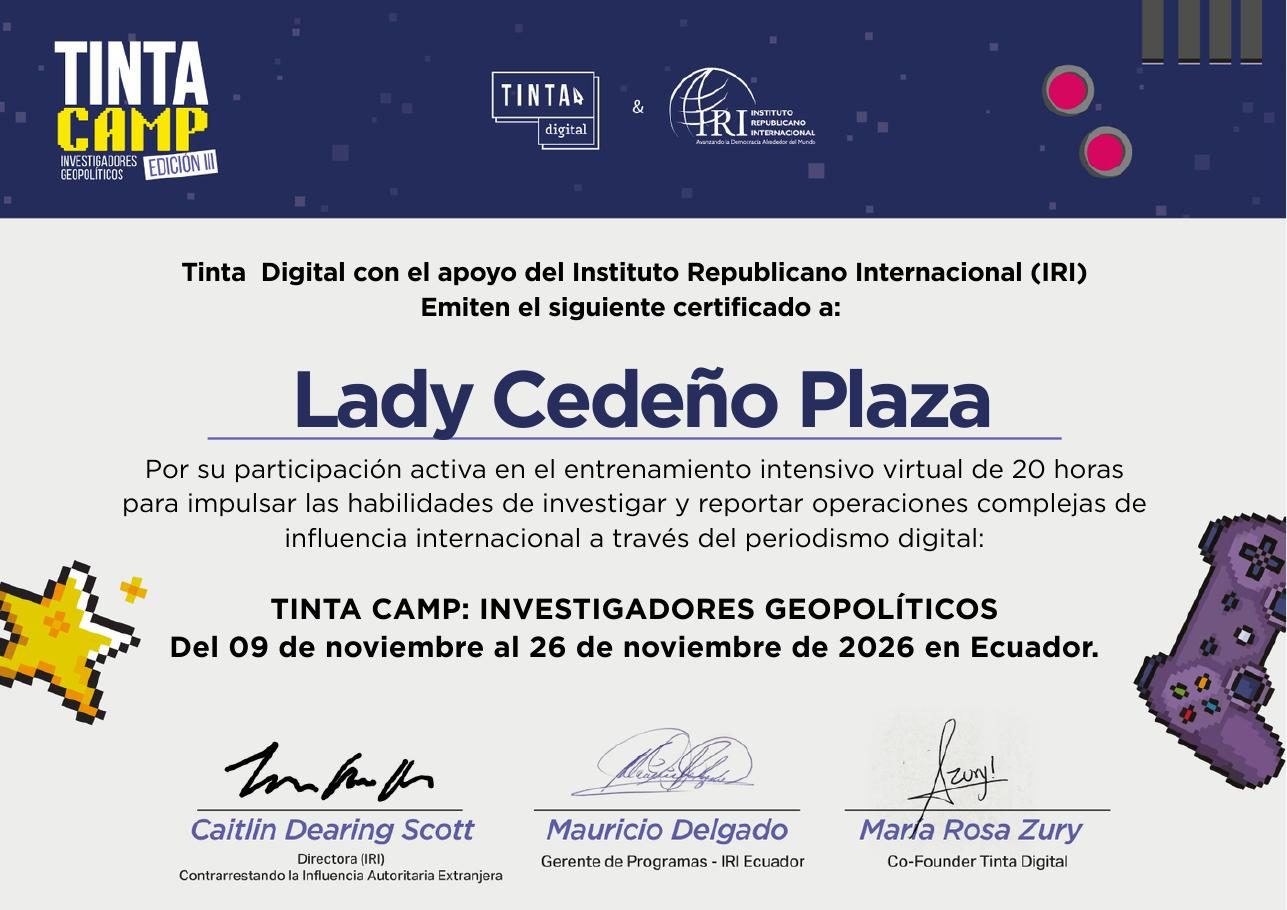 TINTA
CAMP
INVESTIGADORES
GEOPOLÍTICOS
EDICIÓN III
TINTA
digital
&
IRI
INSTITUTO
REPUBLICANO
INTERNACIONAL
Avanzando la Democracia Alrededor del Mundo
Tinta Digital con el apoyo del Instituto Republicano Internacional (IRI)
Emiten el siguiente certificado a:
Lady Cedeño Plaza
Por su participación activa en el entrenamiento intensivo virtual de 20 horas
para impulsar las habilidades de investigar y reportar operaciones complejas de
influencia internacional a través del periodismo digital:
TINTA CAMP: INVESTIGADORES GEOPOLÍTICOS
Del 09 de noviembre al 26 de noviembre de 2026 en Ecuador.
Zury!
Caitlin Dearing Scott
Directora (IRI)
Contrarrestando la Influencia Autoritaria Extranjera
Mauricio Delgado
Gerente de Programas - IRI Ecuador
María Rosa Zury
Co-Founder Tinta Digital